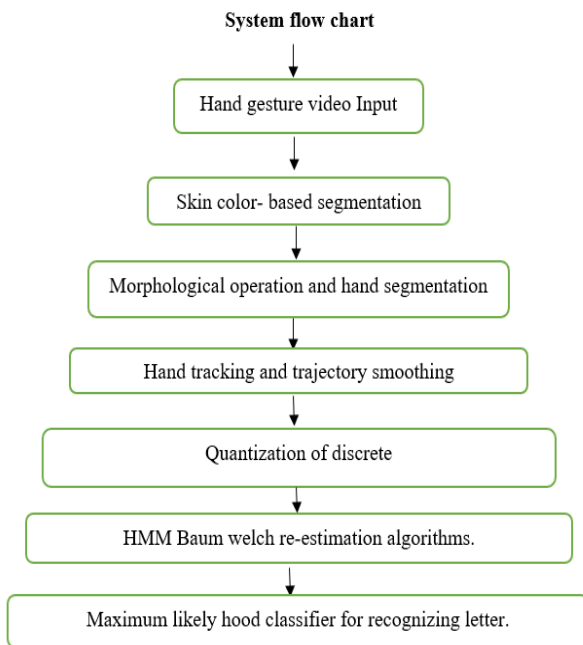 System flow chart
Hand gesture video Input
Skin color- based segmentation
Morphological operation and hand segmentation
Hand tracking and trajectory smoothing
Quantization of discrete
HMM Baum welch re-estimation algorithms.
Maximum likely hood classifier for recognizing letter.